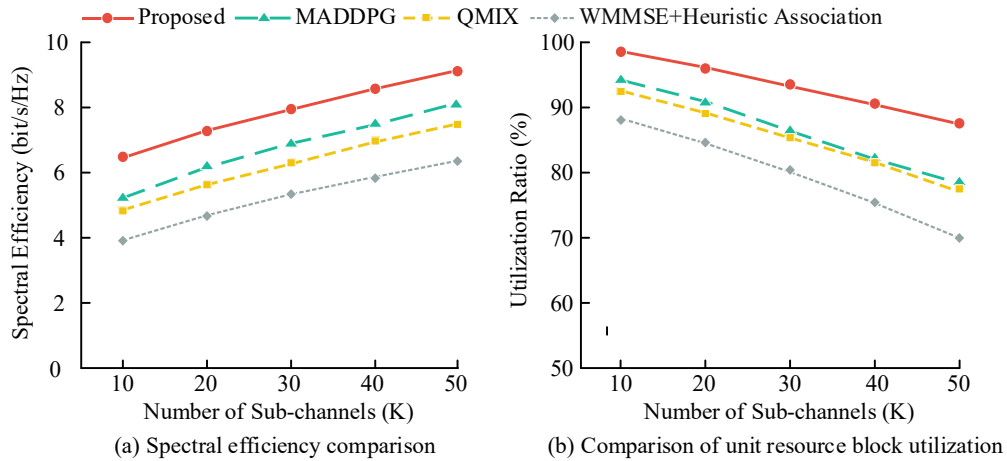 Proposed MADDPG QMIX WMMSE+Heuristic Association
Spectral Efficiency (bit/s/Hz)
10
8
6
4
2
0
10 20 30 40 50
Number of Sub-channels (K)
(a) Spectral efficiency comparison
Utilization Ratio (%)
100
90
80
70
60
50
10 20 30 40 50
Number of Sub-channels (K)
(b) Comparison of unit resource block utilization